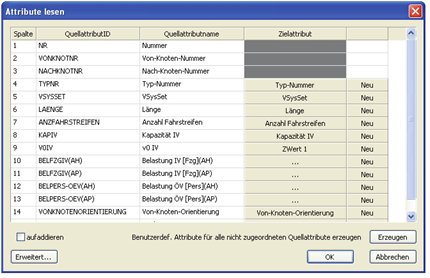 Attribute lesen
Spalte QuellattributID Quellattributname Zielattribut
1 NR Nummer
2 VONKNOTNR Von-Knoten-Nummer
3 NACHKNOTNR Nach-Knoten-Nummer
4 TYPNR Typ-Nummer Typ-Nummer Neu
5 VSYSSET VSysSet VSysSet Neu
6 LAENGE Länge Länge Neu
7 ANZFAHRSTREIFEN Anzahl Fahrstreifen Anzahl Fahrstreifen Neu
8 KAPIV Kapazität IV Kapazität IV Neu
9 V0IV v0 IV ZWert 1 Neu
10 BELFZGIV(AH) Belastung IV [Fzg](AH) ... Neu
11 BELFZGIV(AP) Belastung IV [Fzg](AP) ... Neu
12 BELPERS-OEV(AH) Belastung ÖV [Pers](AH) ... Neu
13 BELPERS-OEV(AP) Belastung ÖV [Pers](AP) ... Neu
14 VONKNOTENORIENTIERUNG Von-Knoten-Orientierung Von-Knoten-Orientierung Neu
aufaddieren Benutzerdef. Attribute für alle nicht zugeordneten Quellattribute erzeugen Erzeugen
Erweitert... OK Abbrechen